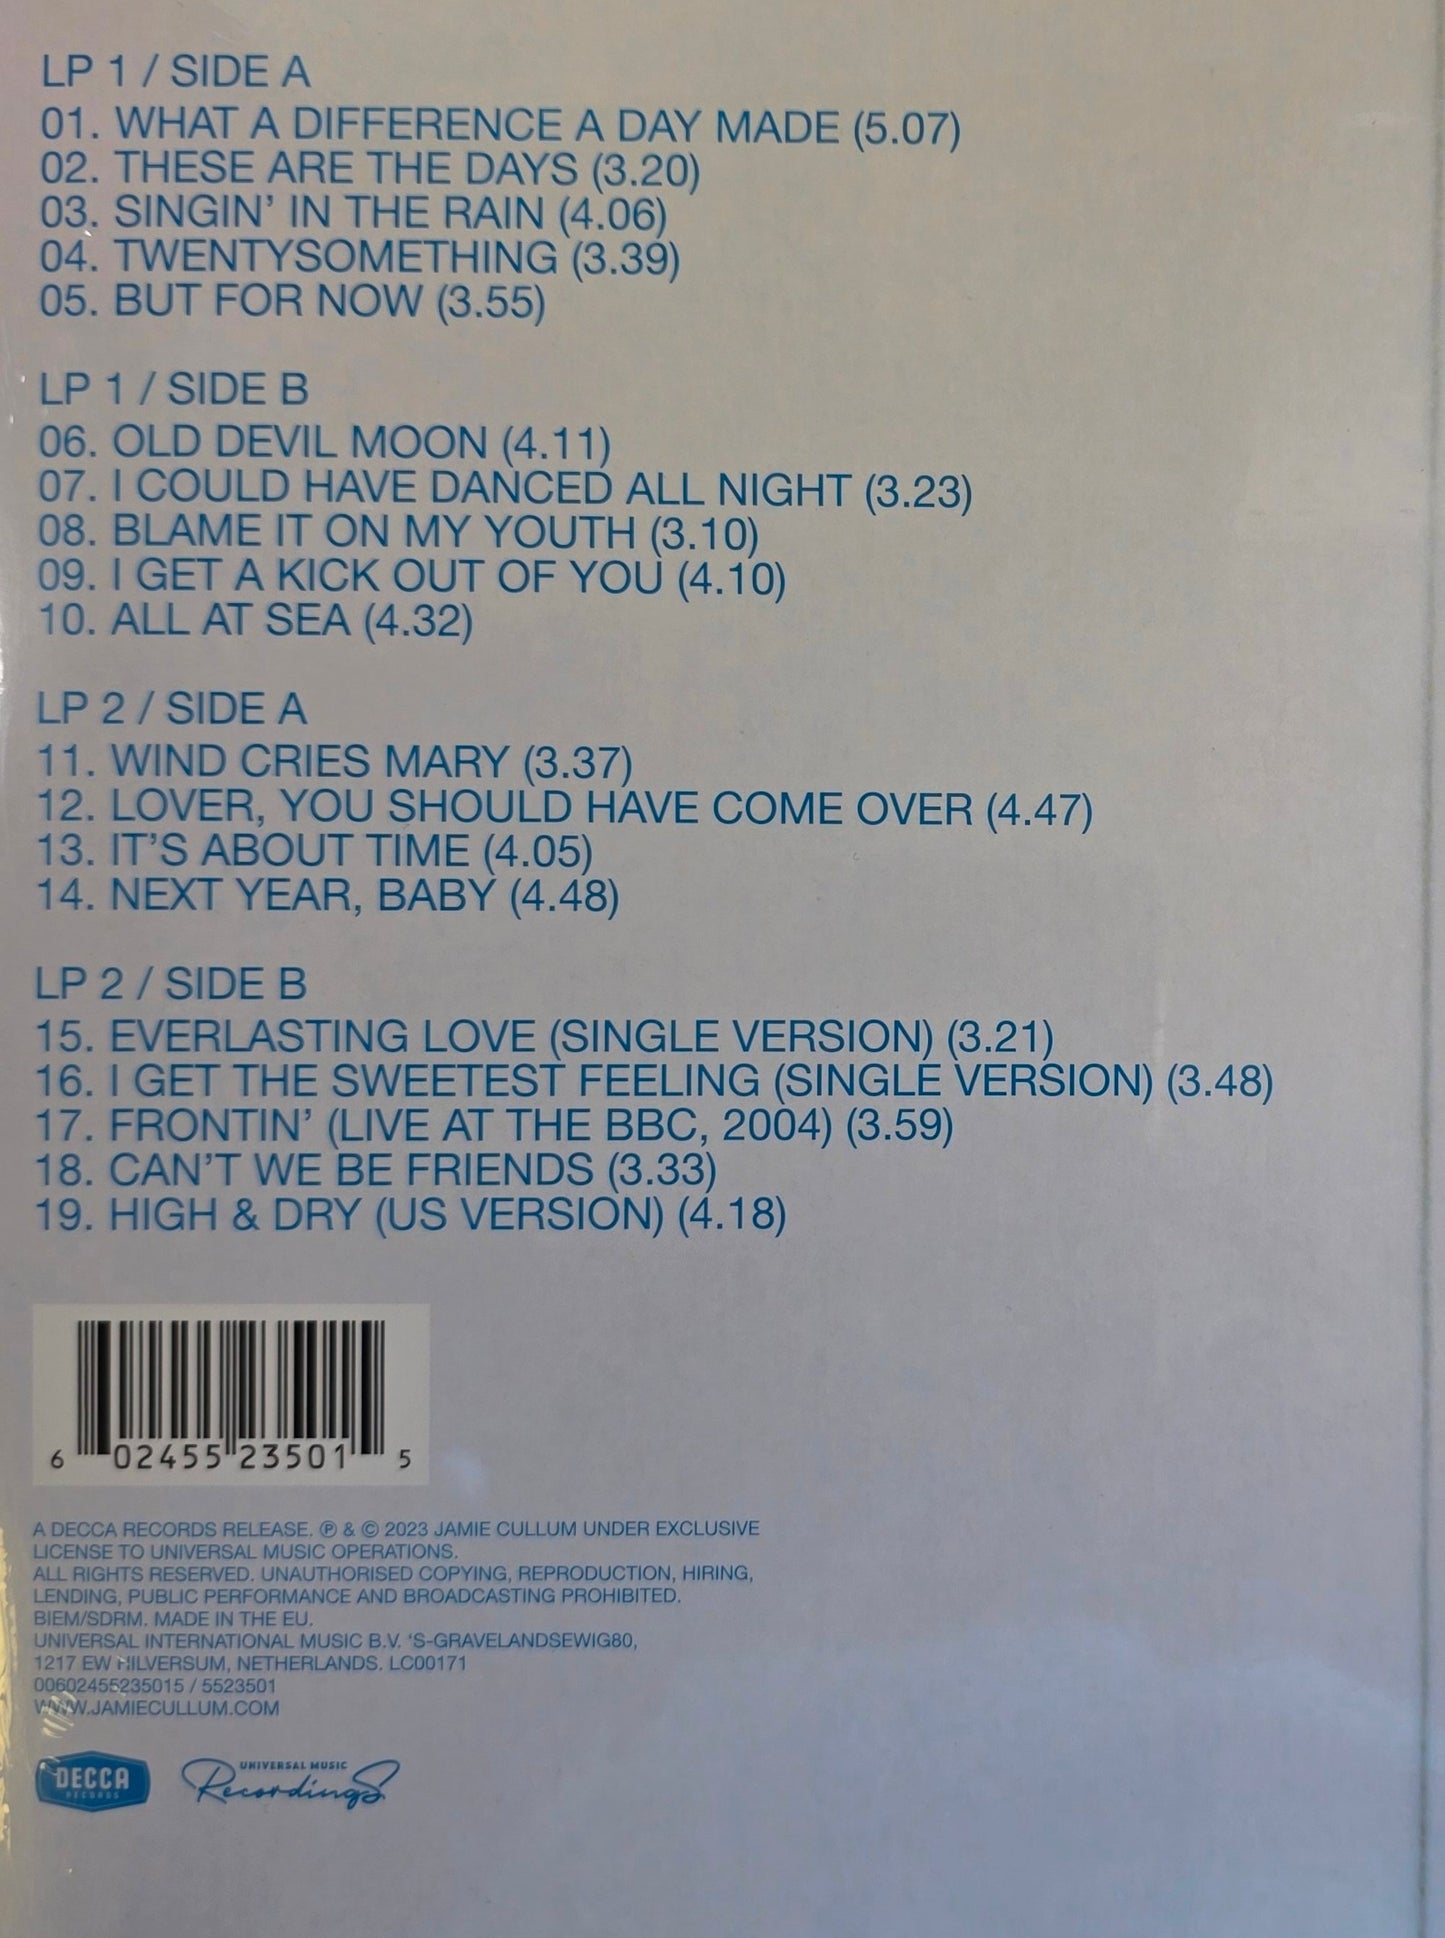 LP 1 / SIDE A
01. WHAT A DIFFERENCE A DAY MADE (5.07)
02. THESE ARE THE DAYS (3.20)
03. SINGIN' IN THE RAIN (4.06)
04. TWENTYSOMETHING (3.39)
05. BUT FOR NOW (3.55)
LP 1 / SIDE B
06. OLD DEVIL MOON (4.11)
07. I COULD HAVE DANCED ALL NIGHT (3.23)
08. BLAME IT ON MY YOUTH (3.10)
09. I GET A KICK OUT OF YOU (4.10)
10. ALL AT SEA (4.32)
LP 2 / SIDE A
11. WIND CRIES MARY (3.37)
12. LOVER, YOU SHOULD HAVE COME OVER (4.47)
13. IT'S ABOUT TIME (4.05)
14. NEXT YEAR, BABY (4.48)
LP 2 / SIDE B
15. EVERLASTING LOVE (SINGLE VERSION) (3.21)
16. I GET THE SWEETEST FEELING (SINGLE VERSION) (3.48)
17. FRONTIN' (LIVE AT THE BBC, 2004) (3.59)
18. CAN'T WE BE FRIENDS (3.33)
19. HIGH & DRY (US VERSION) (4.18)
6 02455 23501 5
A DECCA RECORDS RELEASE. ℗ & © 2023 JAMIE CULLUM UNDER EXCLUSIVE
LICENSE TO UNIVERSAL MUSIC OPERATIONS.
ALL RIGHTS RESERVED. UNAUTHORISED COPYING, REPRODUCTION, HIRING,
LENDING, PUBLIC PERFORMANCE AND BROADCASTING PROHIBITED.
BIEM/SDRM. MADE IN THE EU.
UNIVERSAL INTERNATIONAL MUSIC B.V. 'S-GRAVELANDSEWIG80,
1217 EW HILVERSUM, NETHERLANDS. LC00171
00602455235015 / 5523501
WWW.JAMIECULLUM.COM
DECCA
RECORDS
UNIVERSAL MUSIC
Recordings